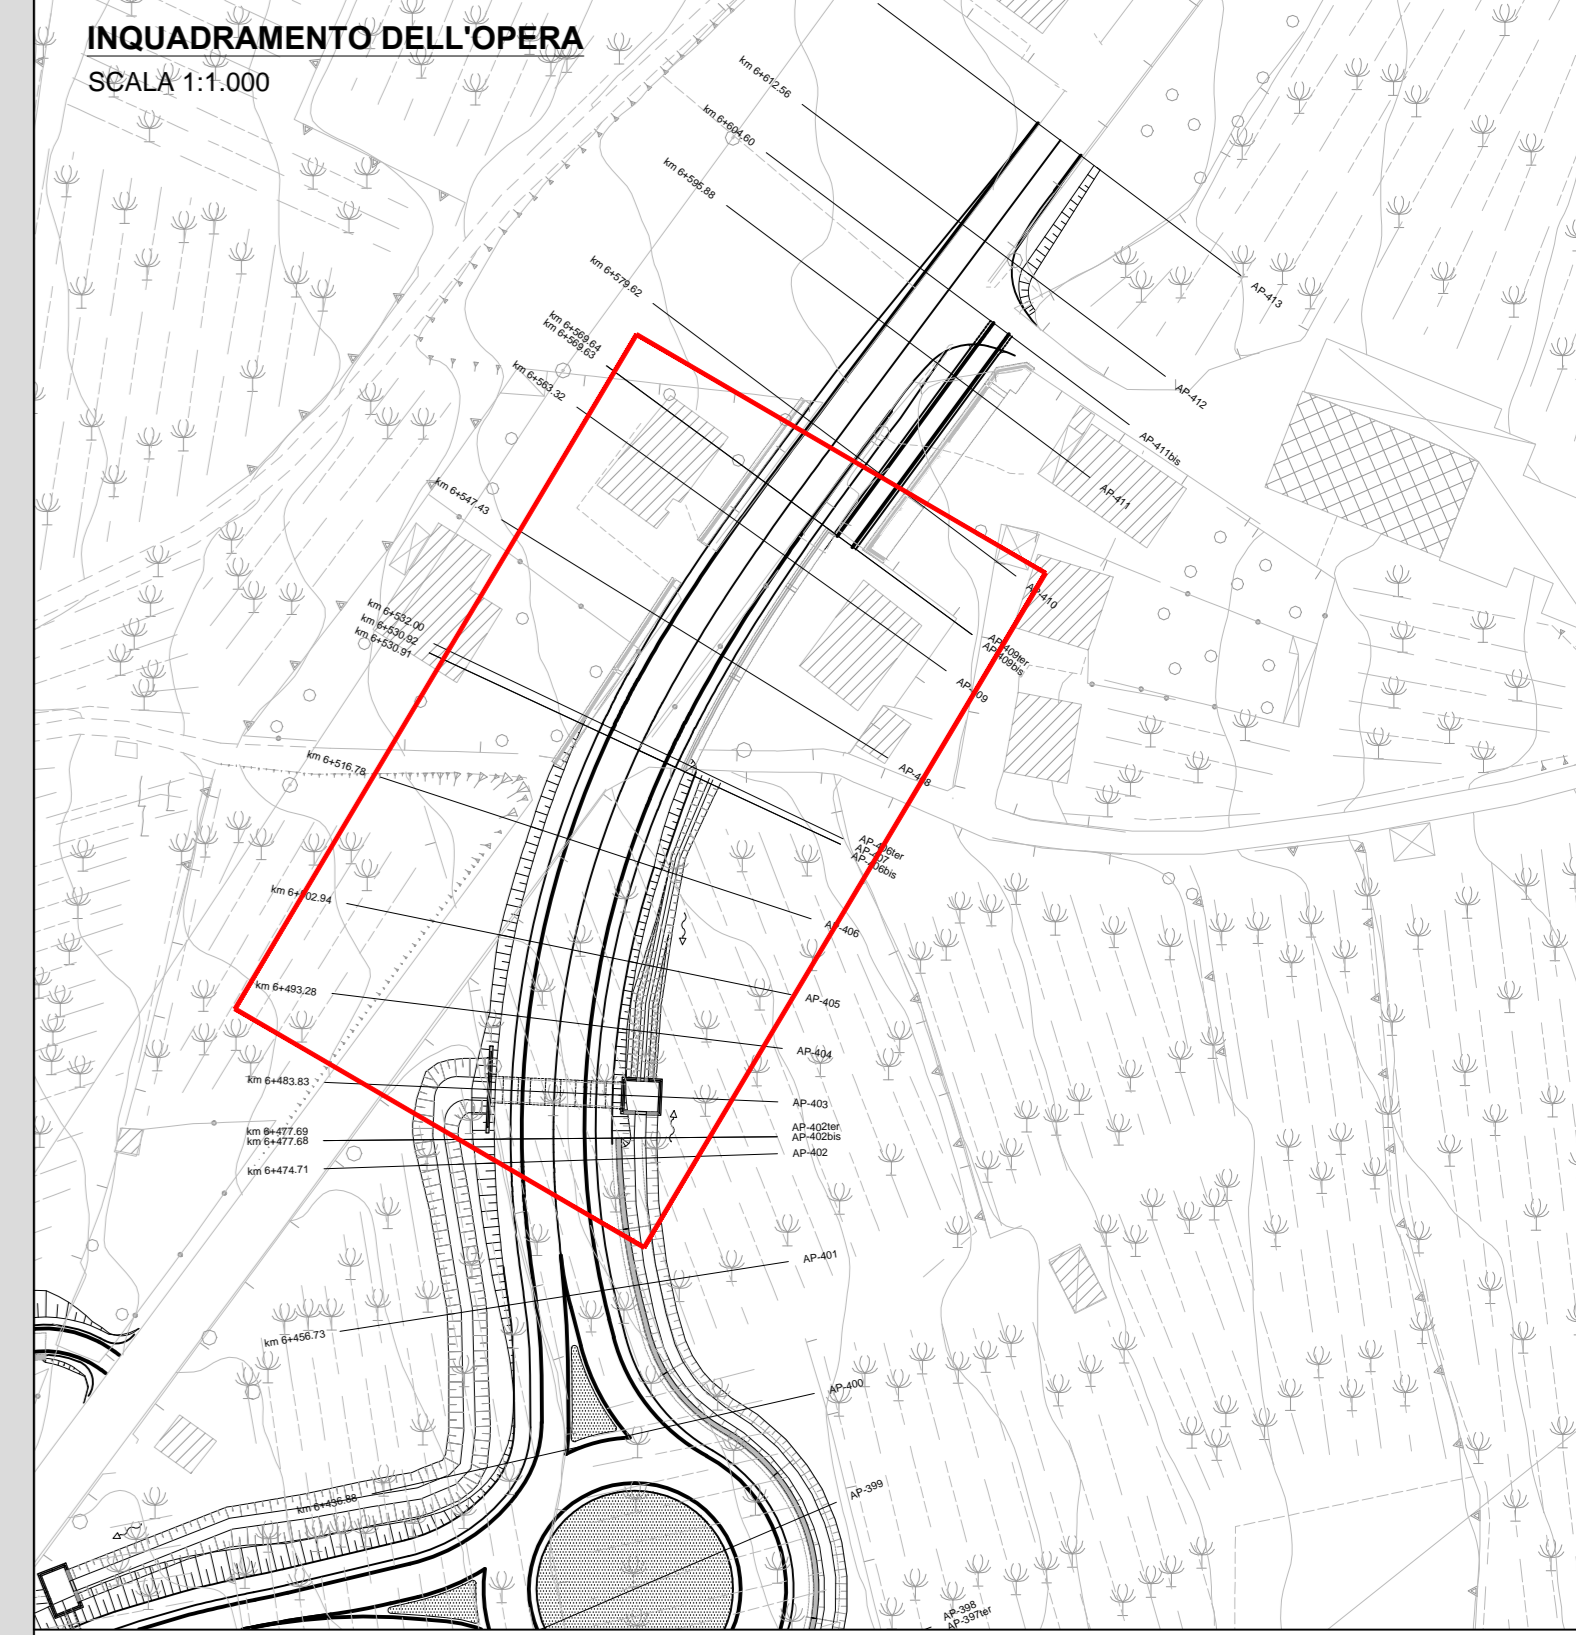 INQUADRAMENTO DELL'OPERA
SCALA 1:1.000
km 6+612.56
km 6+604.60
km 6+595.88
km 6+579.62
km 6+569.64
km 6+569.63
km 6+563.32
km 6+547.43
km 6+532.00
km 6+530.92
km 6+530.91
km 6+516.78
km 6+502.94
km 6+493.28
km 6+483.83
km 6+477.69
km 6+477.68
km 6+474.71
km 6+456.73
km 6+436.88
AP-413
AP-412
AP-411bis
AP-411
AP-410
AP-409ter
AP-409bis
AP-409
AP-408
AP-406ter
AP-407
AP-406bis
AP-406
AP-405
AP-404
AP-403
AP-402ter
AP-402bis
AP-402
AP-401
AP-400
AP-399
AP-398
AP-397ter